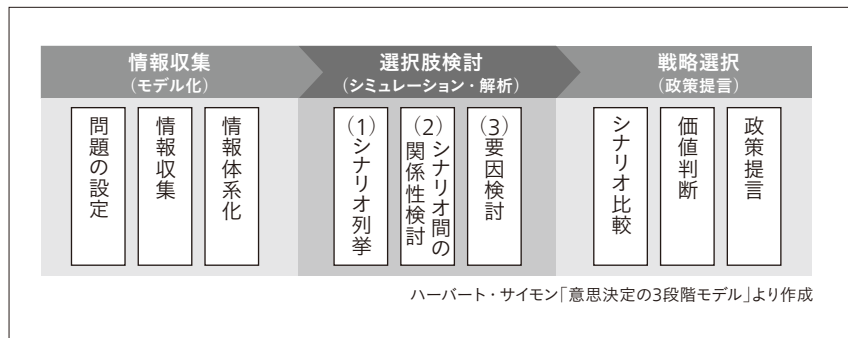 情報収集
(モデル化)
選択肢検討
(シミュレーション・解析)
戦略選択
(政策提言)
問題の設定
情報収集
情報体系化
(1)シナリオ列挙
(2)シナリオ間の
関係性検討
(3)要因検討
シナリオ比較
価値判断
政策提言
ハーバート・サイモン「意思決定の3段階モデル」より作成